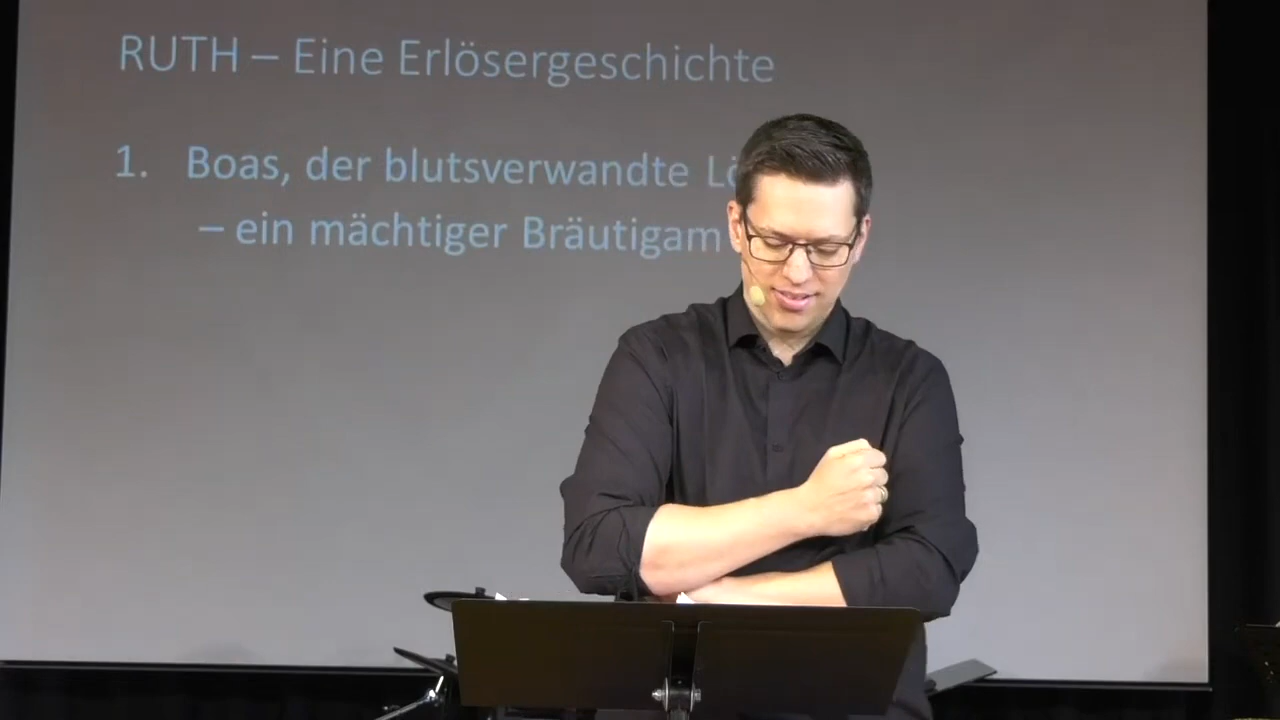 RUTH – Eine Erlösergeschichte
1. Boas, der blutsverwandte
– ein mächtiger Bräutigam